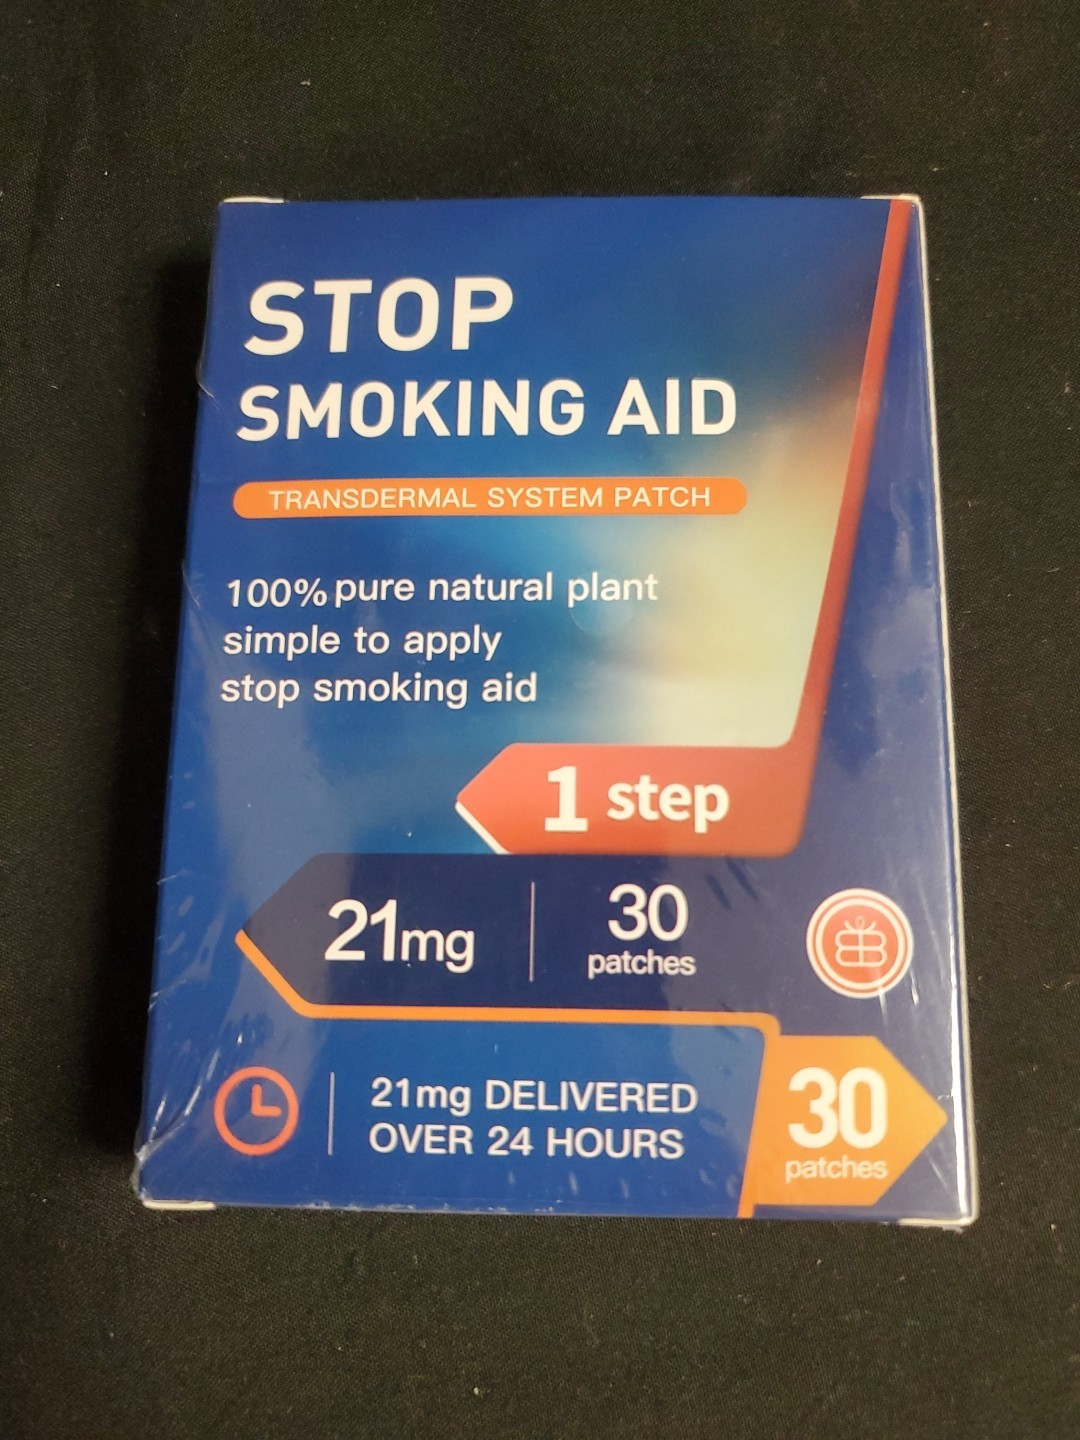 STOP
SMOKING AID
TRANSDERMAL SYSTEM PATCH
100% pure natural plant
simple to apply
stop smoking aid
1 step
21mg
30
patches
21mg DELIVERED
OVER 24 HOURS
30
patches